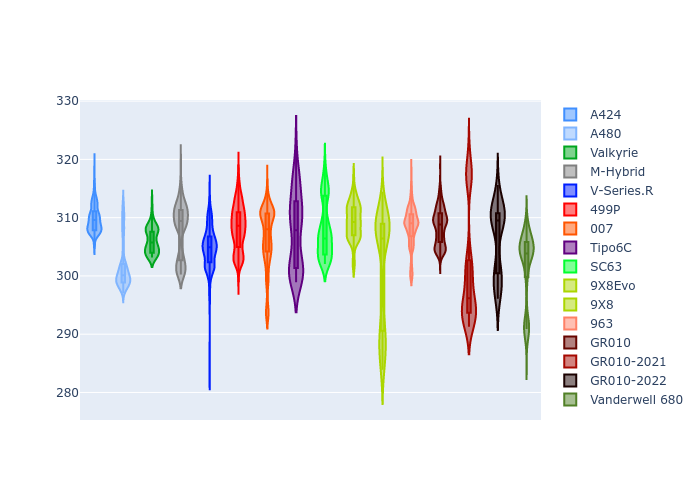 330
320
310
300
290
280
A424
A480
Valkyrie
M-Hybrid
V-Series.R
499P
007
Tipo6C
SC63
9X8Evo
9X8
963
GR010
GR010-2021
GR010-2022
Vanderwell 680